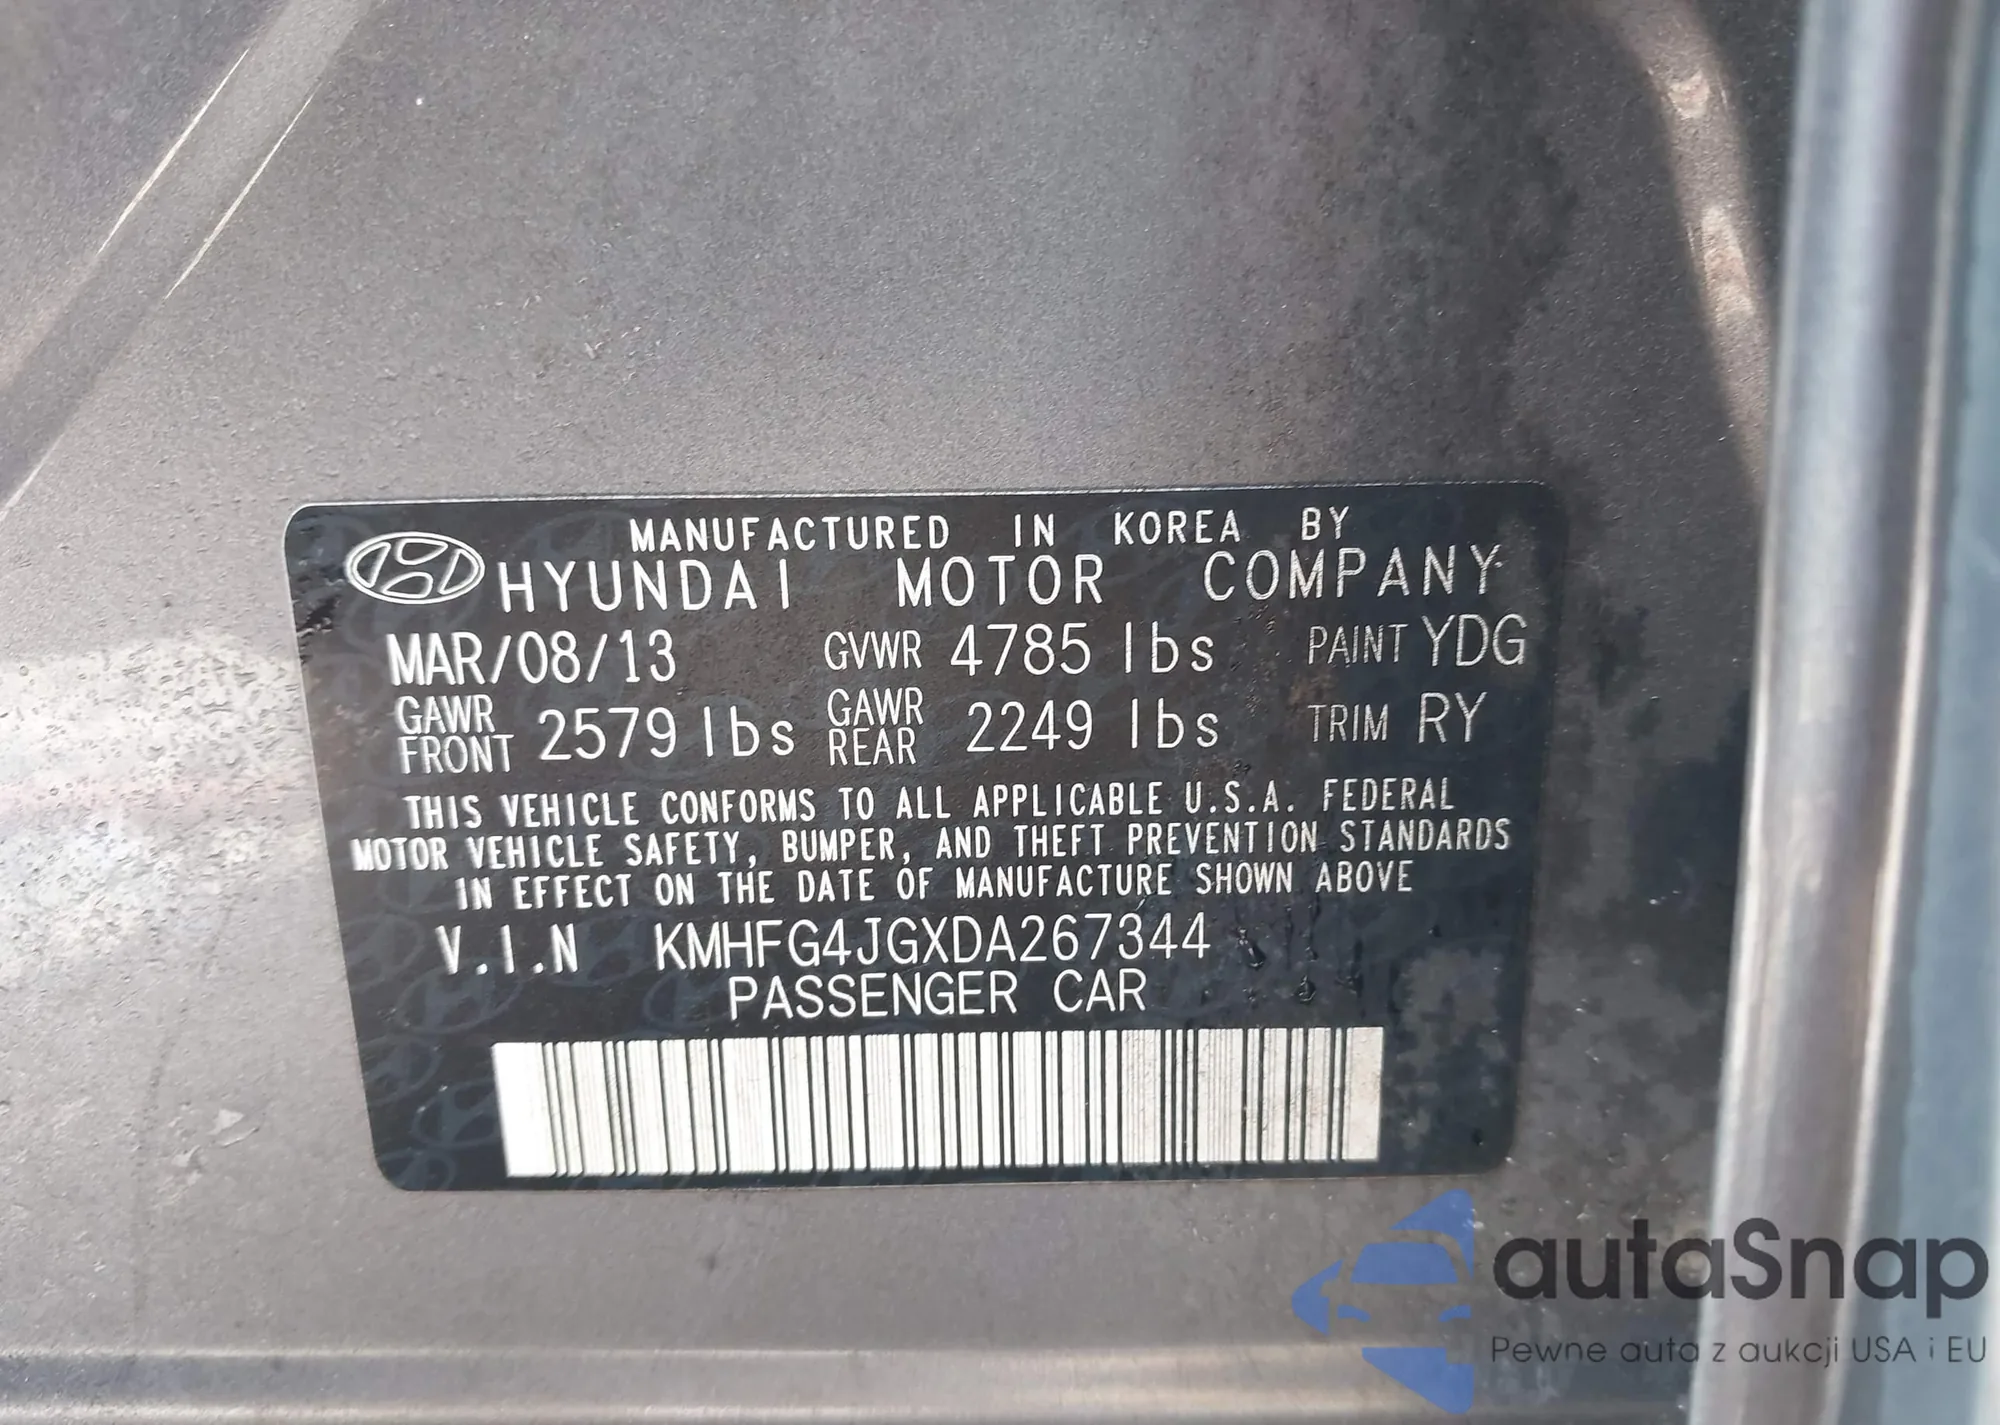 MANUFACTURED IN KOREA BY
HYUNDAI MOTOR COMPANY
MAR/08/13 GVWR 4785 lbs PAINT YDG
GAWR FRONT 2579 lbs GAWR REAR 2249 lbs TRIM RY
THIS VEHICLE CONFORMS TO ALL APPLICABLE U.S.A. FEDERAL
MOTOR VEHICLE SAFETY, BUMPER, AND THEFT PREVENTION STANDARDS
IN EFFECT ON THE DATE OF MANUFACTURE SHOWN ABOVE
V.I.N KMHFG4JGXDA267344
PASSENGER CAR
autaSnap
Pewne auta z aukcji USA i EU